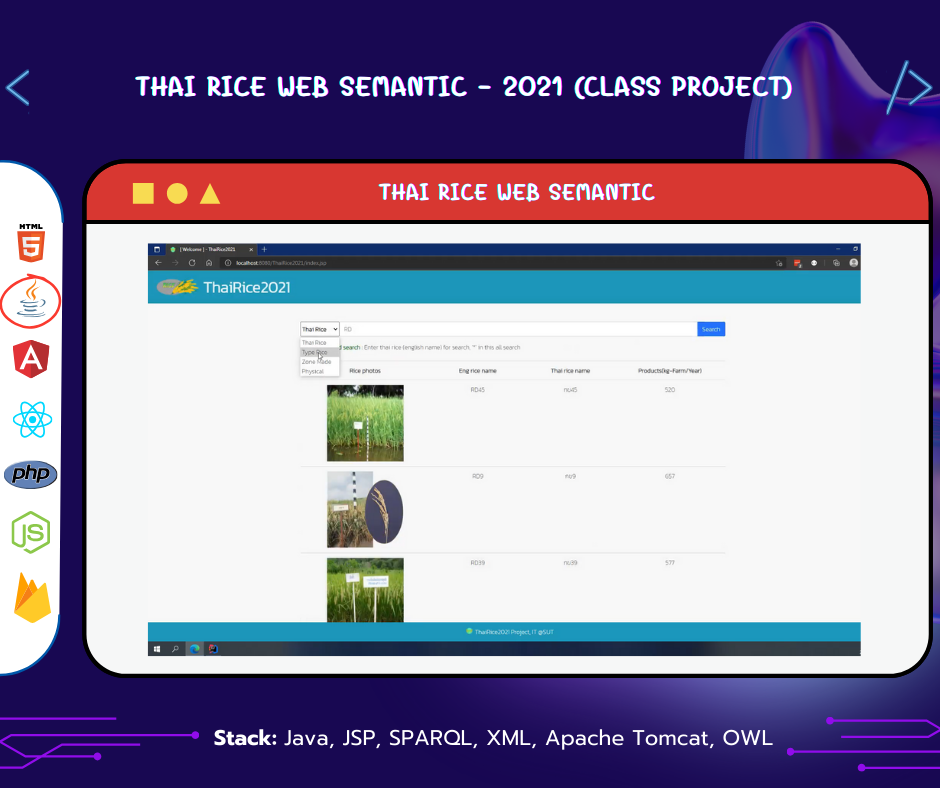 THAI RICE WEB SEMANTIC - 2021 (CLASS PROJECT)
THAI RICE WEB SEMANTIC
HTML
5
Java
A
php
JS
[ Welcome ] - ThaiRice2021
localhost:8080/ThaiRice2021/index.jsp
ThaiRice2021
Thai Rice
RD
Search
Thai Rice
Type Rice
Zone Made
Physical
search : Enter thai rice (english name) for search, "" in this all search
Rice photos
Eng rice name
Thai rice name
Products(kg-Farm/Year)
RD45
กข45
520
RD9
กข9
657
RD39
กข39
577
ThaiRice2021 Project, IT @SUT
Stack: Java, JSP, SPARQL, XML, Apache Tomcat, OWL